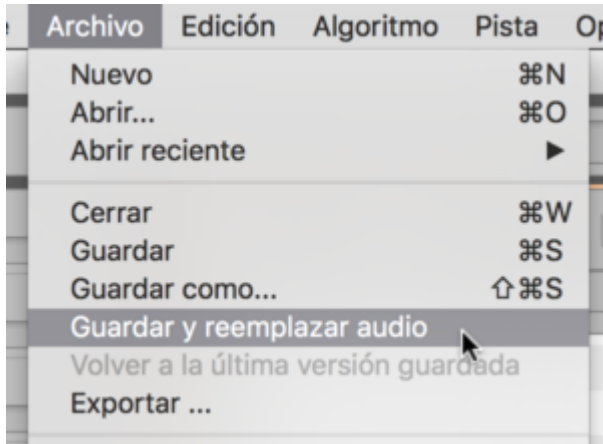 Archivo Edición Algoritmo Pista Op
Nuevo ⌘N
Abrir... ⌘O
Abrir reciente ▶
Cerrar ⌘W
Guardar ⌘S
Guardar como... ⇧⌘S
Guardar y reemplazar audio
Volver a la última versión guardada
Exportar ...